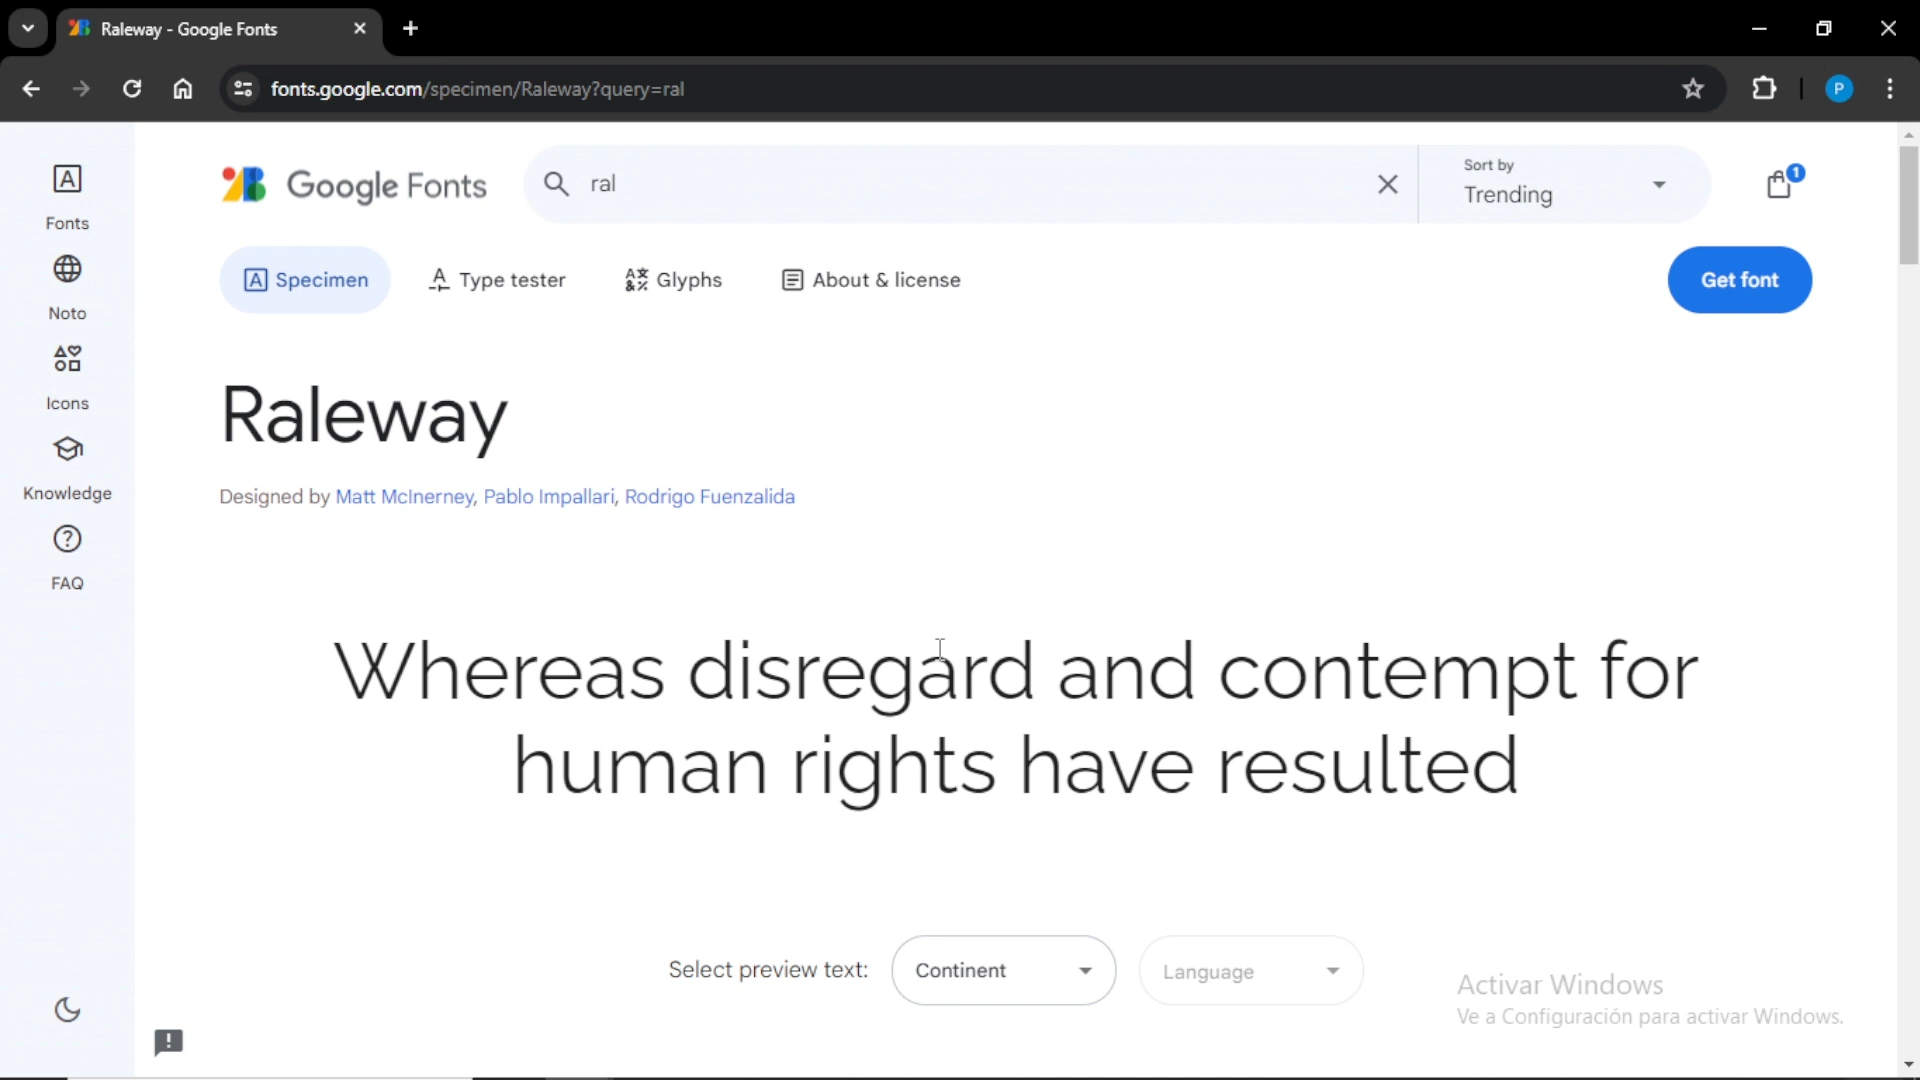 Raleway - Google Fonts
fonts.google.com/specimen/Raleway?query=ral
P
Google Fonts
ral
Sort by
Trending
1
Fonts
Noto
Icons
Knowledge
FAQ
Specimen
Type tester
Glyphs
About & license
Get font
Raleway
Designed by Matt McInerney, Pablo Impallari, Rodrigo Fuenzalida
Whereas disregard and contempt for
human rights have resulted
Select preview text:
Continent
Language
Activar Windows
Ve a Configuración para activar Windows.